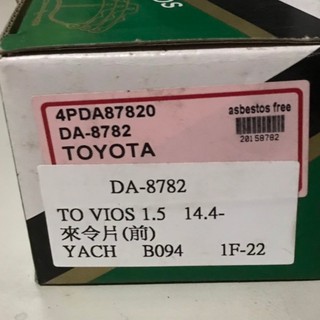 4PDA87820
DA-8782
TOYOTA
asbestos free
20158782
DA-8782
TO VIOS 1.5 14.4-
來令片(前)
YACH B094 1F-22